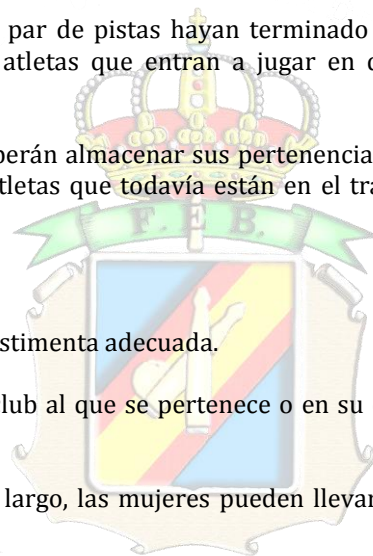 par de pistas hayan terminado
atletas que entran a jugar en
berán almacenar sus pertenencia
tletas que todavía están en el tra
F. E. B.
stimenta adecuada.
lub al que se pertenece o en su
largo, las mujeres pueden lleva